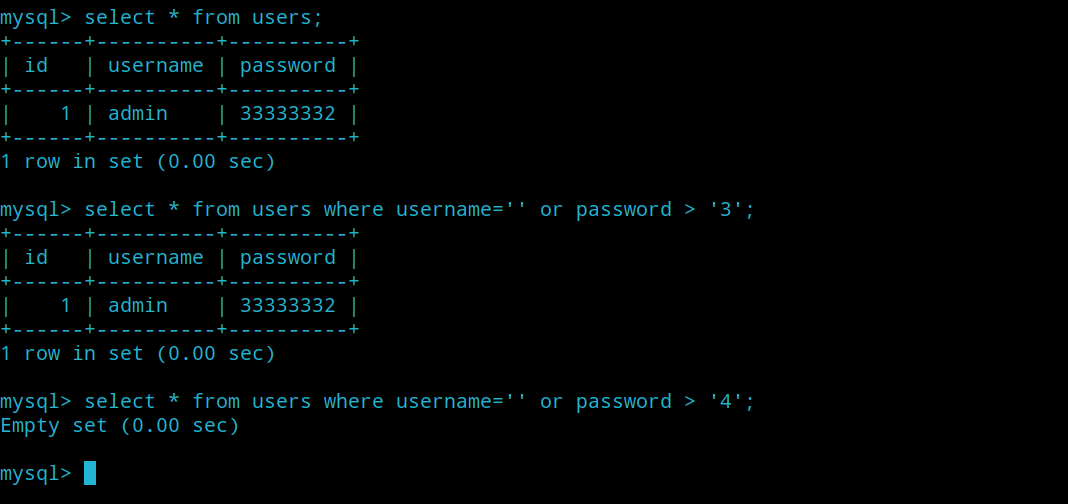 mysql> select * from users;
+------+----------+----------+
| id   | username | password |
+------+----------+----------+
|    1 | admin    | 33333332 |
+------+----------+----------+
1 row in set (0.00 sec)

mysql> select * from users where username='' or password > '3';
+------+----------+----------+
| id   | username | password |
+------+----------+----------+
|    1 | admin    | 33333332 |
+------+----------+----------+
1 row in set (0.00 sec)

mysql> select * from users where username='' or password > '4';
Empty set (0.00 sec)

mysql>